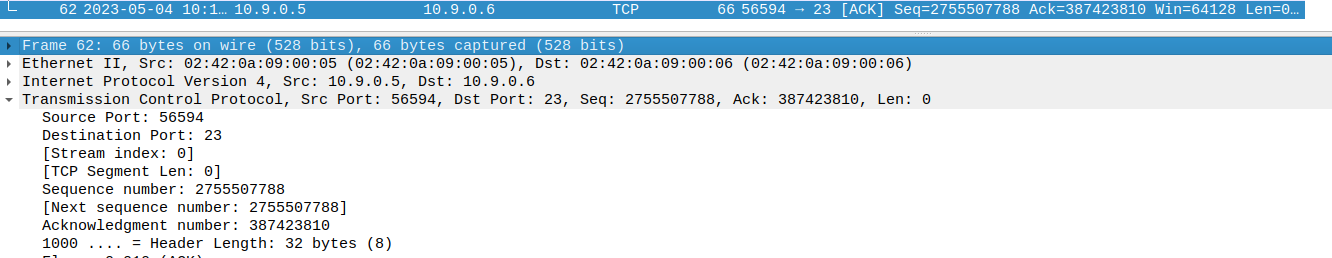 62 2023-05-04 10:1… 10.9.0.5 10.9.0.6 TCP 66 56594 → 23 [ACK] Seq=2755507788 Ack=387423810 Win=64128 Len=0…
Frame 62: 66 bytes on wire (528 bits), 66 bytes captured (528 bits)
Ethernet II, Src: 02:42:0a:09:00:05 (02:42:0a:09:00:05), Dst: 02:42:0a:09:00:06 (02:42:0a:09:00:06)
Internet Protocol Version 4, Src: 10.9.0.5, Dst: 10.9.0.6
Transmission Control Protocol, Src Port: 56594, Dst Port: 23, Seq: 2755507788, Ack: 387423810, Len: 0
Source Port: 56594
Destination Port: 23
[Stream index: 0]
[TCP Segment Len: 0]
Sequence number: 2755507788
[Next sequence number: 2755507788]
Acknowledgment number: 387423810
1000 .... = Header Length: 32 bytes (8)